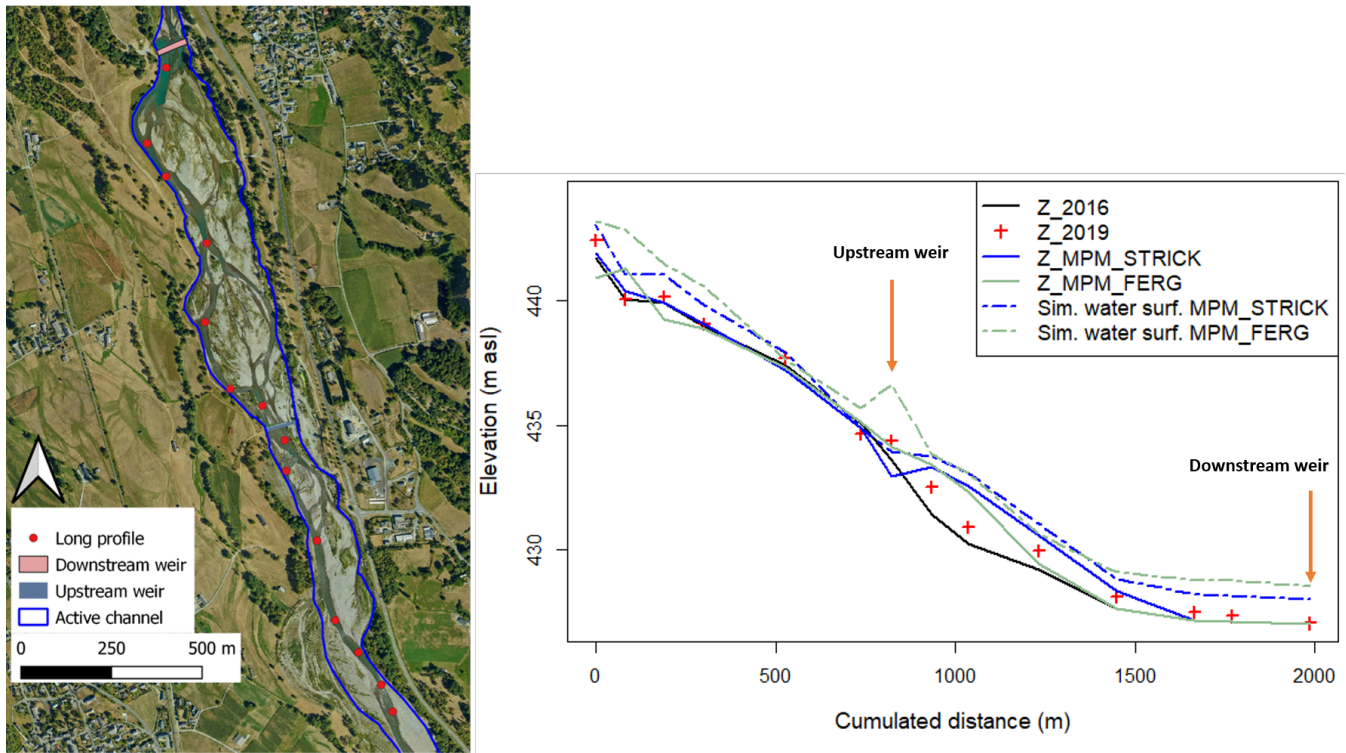 Long profile
Downstream weir
Upstream weir
Active channel
0 250 500 m
Z_2016
Z_2019
Z_MPM_STRICK
Z_MPM_FERG
Sim. water surf. MPM_STRICK
Sim. water surf. MPM_FERG
Upstream weir
Downstream weir
Elevation (m asl)
440
435
430
0 500 1000 1500 2000
Cumulated distance (m)